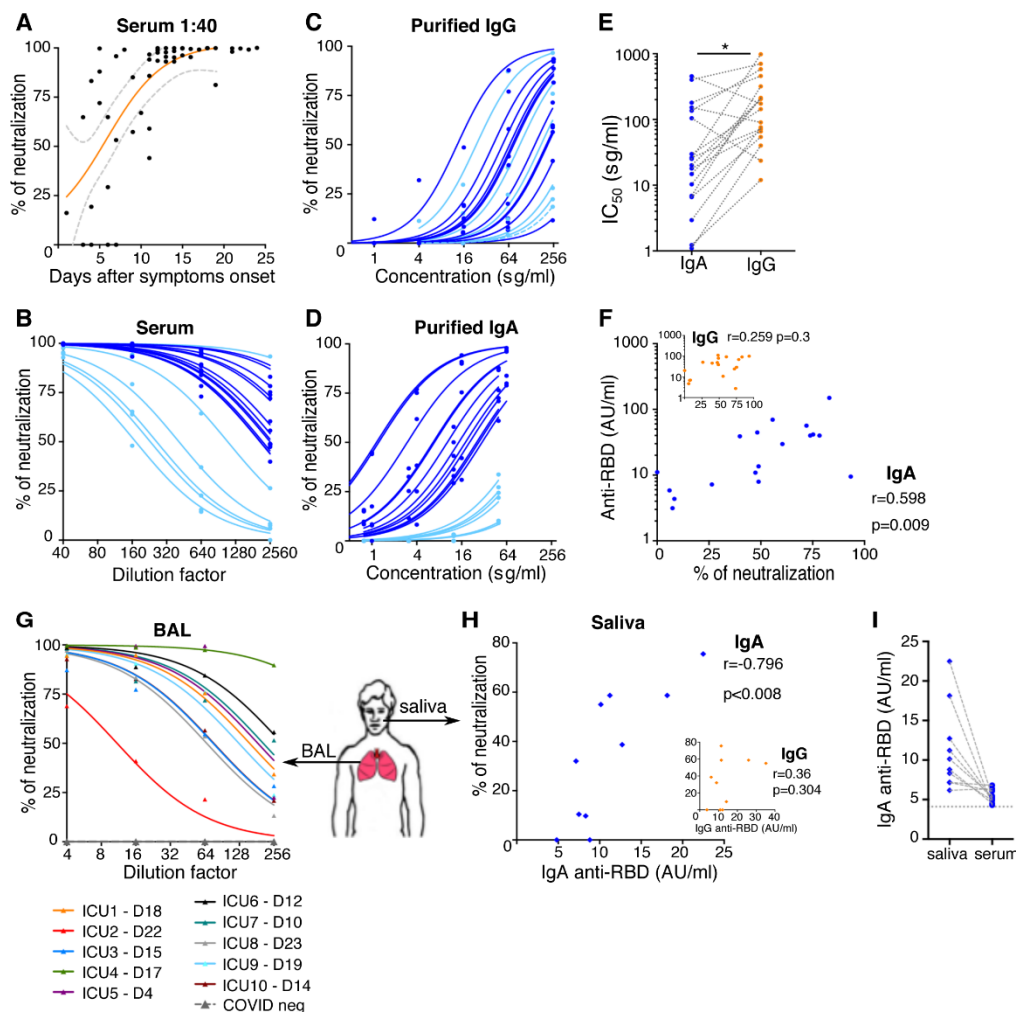 A
Serum 1:40
% of neutralization
100
75
50
25
0
0 5 10 15 20 25
Days after symptoms onset
B
Serum
% of neutralization
100
75
50
25
0
40 80 160 320 640 1280 2560
Dilution factor
C
Purified IgG
% of neutralization
100
75
50
25
0
1 4 16 64 256
Concentration (sg/ml)
D
Purified IgA
% of neutralization
100
75
50
25
0
1 4 16 64 256
Concentration (sg/ml)
E
*
IC50 (sg/ml)
1000
100
10
1
IgA IgG
F
Anti-RBD (AU/ml)
1000
100
10
1
0 25 50 75 100
% of neutralization
IgG r=0.259 p=0.3
1000
100
10
1
25 50 75 100
IgA
r=0.598
p=0.009
G
BAL
% of neutralization
100
75
50
25
0
4 8 16 32 64 128 256
Dilution factor
ICU1 - D18
ICU2 - D22
ICU3 - D15
ICU4 - D17
ICU5 - D4
ICU6 - D12
ICU7 - D10
ICU8 - D23
ICU9 - D19
ICU10 - D14
COVID neg
saliva
BAL
H
Saliva
% of neutralization
80
60
40
20
0
0 5 10 15 20 25
IgA anti-RBD (AU/ml)
IgA
r=-0.796
p<0.008
IgG
r=0.36
p=0.304
80
60
40
20
0
0 10 20 30 40
IgG anti-RBD (AU/ml)
I
IgA anti-RBD (AU/ml)
25
20
15
10
5
0
saliva serum